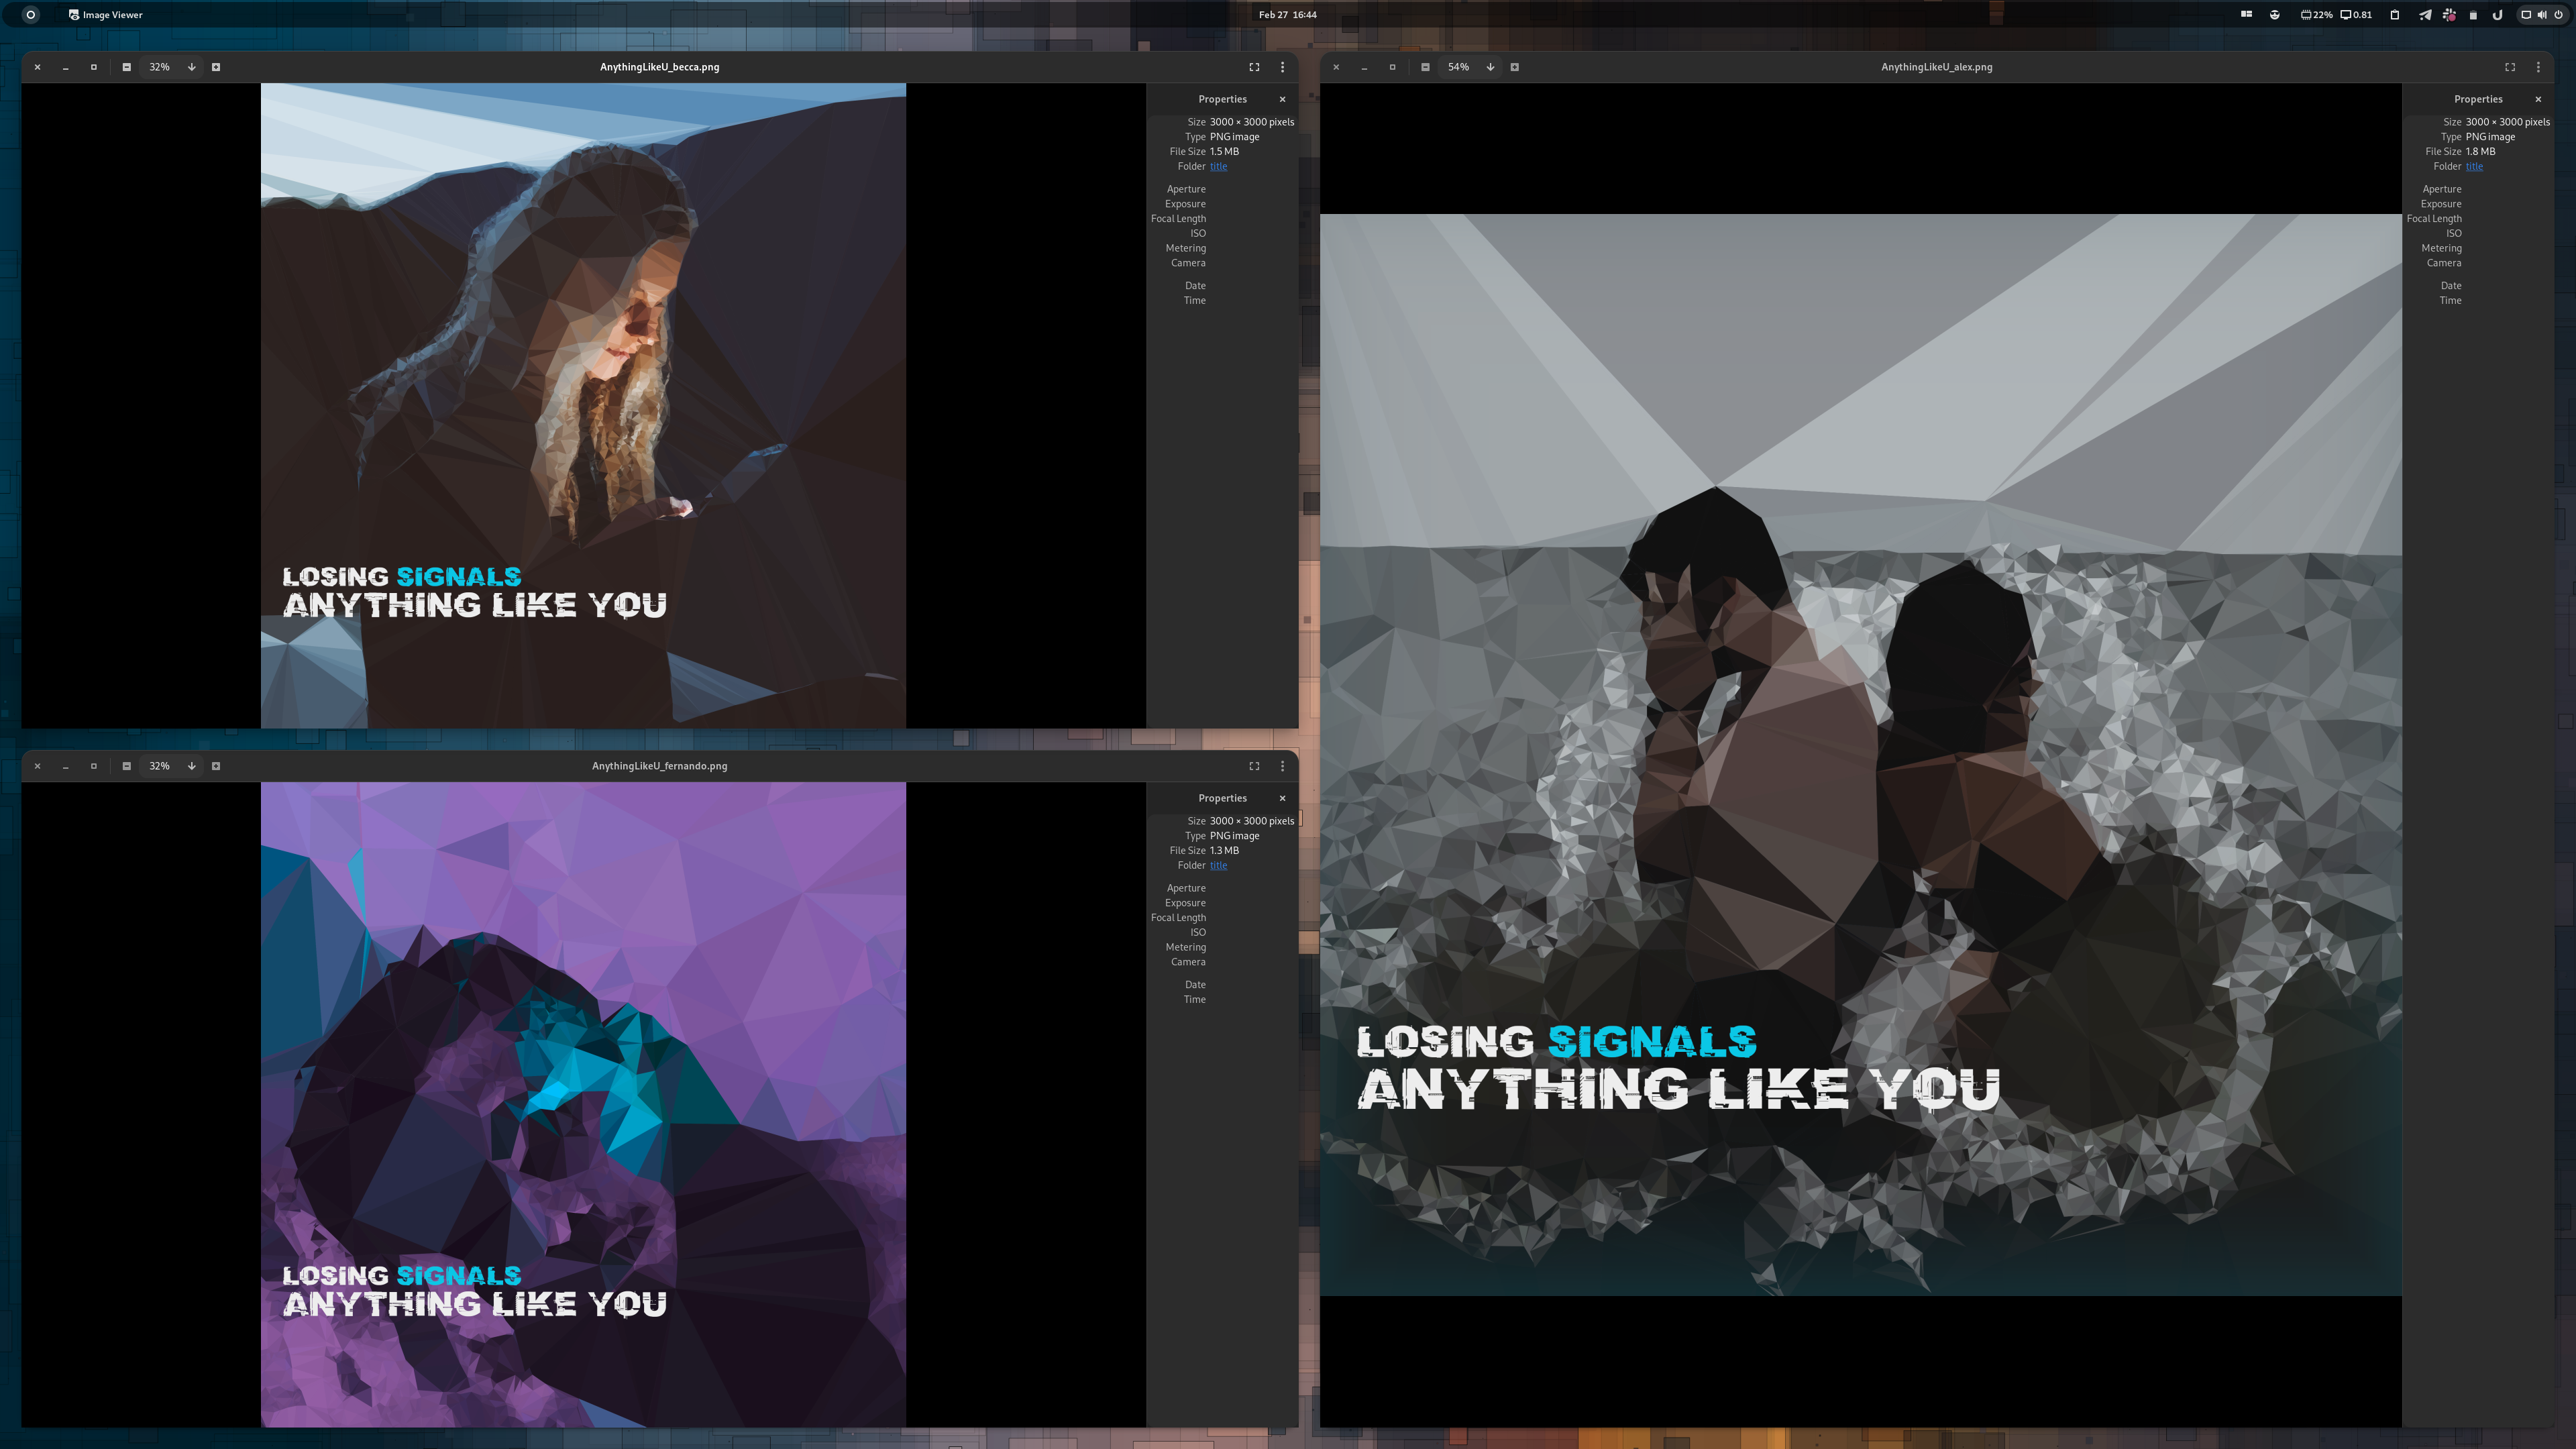 Image Viewer
Feb 27 16:44
22% 0.81
32%
AnythingLikeU_becca.png
Properties
Size 3000 × 3000 pixels
Type PNG image
File Size 1.5 MB
Folder title
Aperture
Exposure
Focal Length
ISO
Metering
Camera
Date
Time
LOSING SIGNALS
ANYTHING LIKE YOU
32%
AnythingLikeU_fernando.png
Properties
Size 3000 × 3000 pixels
Type PNG image
File Size 1.3 MB
Folder title
Aperture
Exposure
Focal Length
ISO
Metering
Camera
Date
Time
LOSING SIGNALS
ANYTHING LIKE YOU
54%
AnythingLikeU_alex.png
Properties
Size 3000 × 3000 pixels
Type PNG image
File Size 1.8 MB
Folder title
Aperture
Exposure
Focal Length
ISO
Metering
Camera
Date
Time
LOSING SIGNALS
ANYTHING LIKE YOU